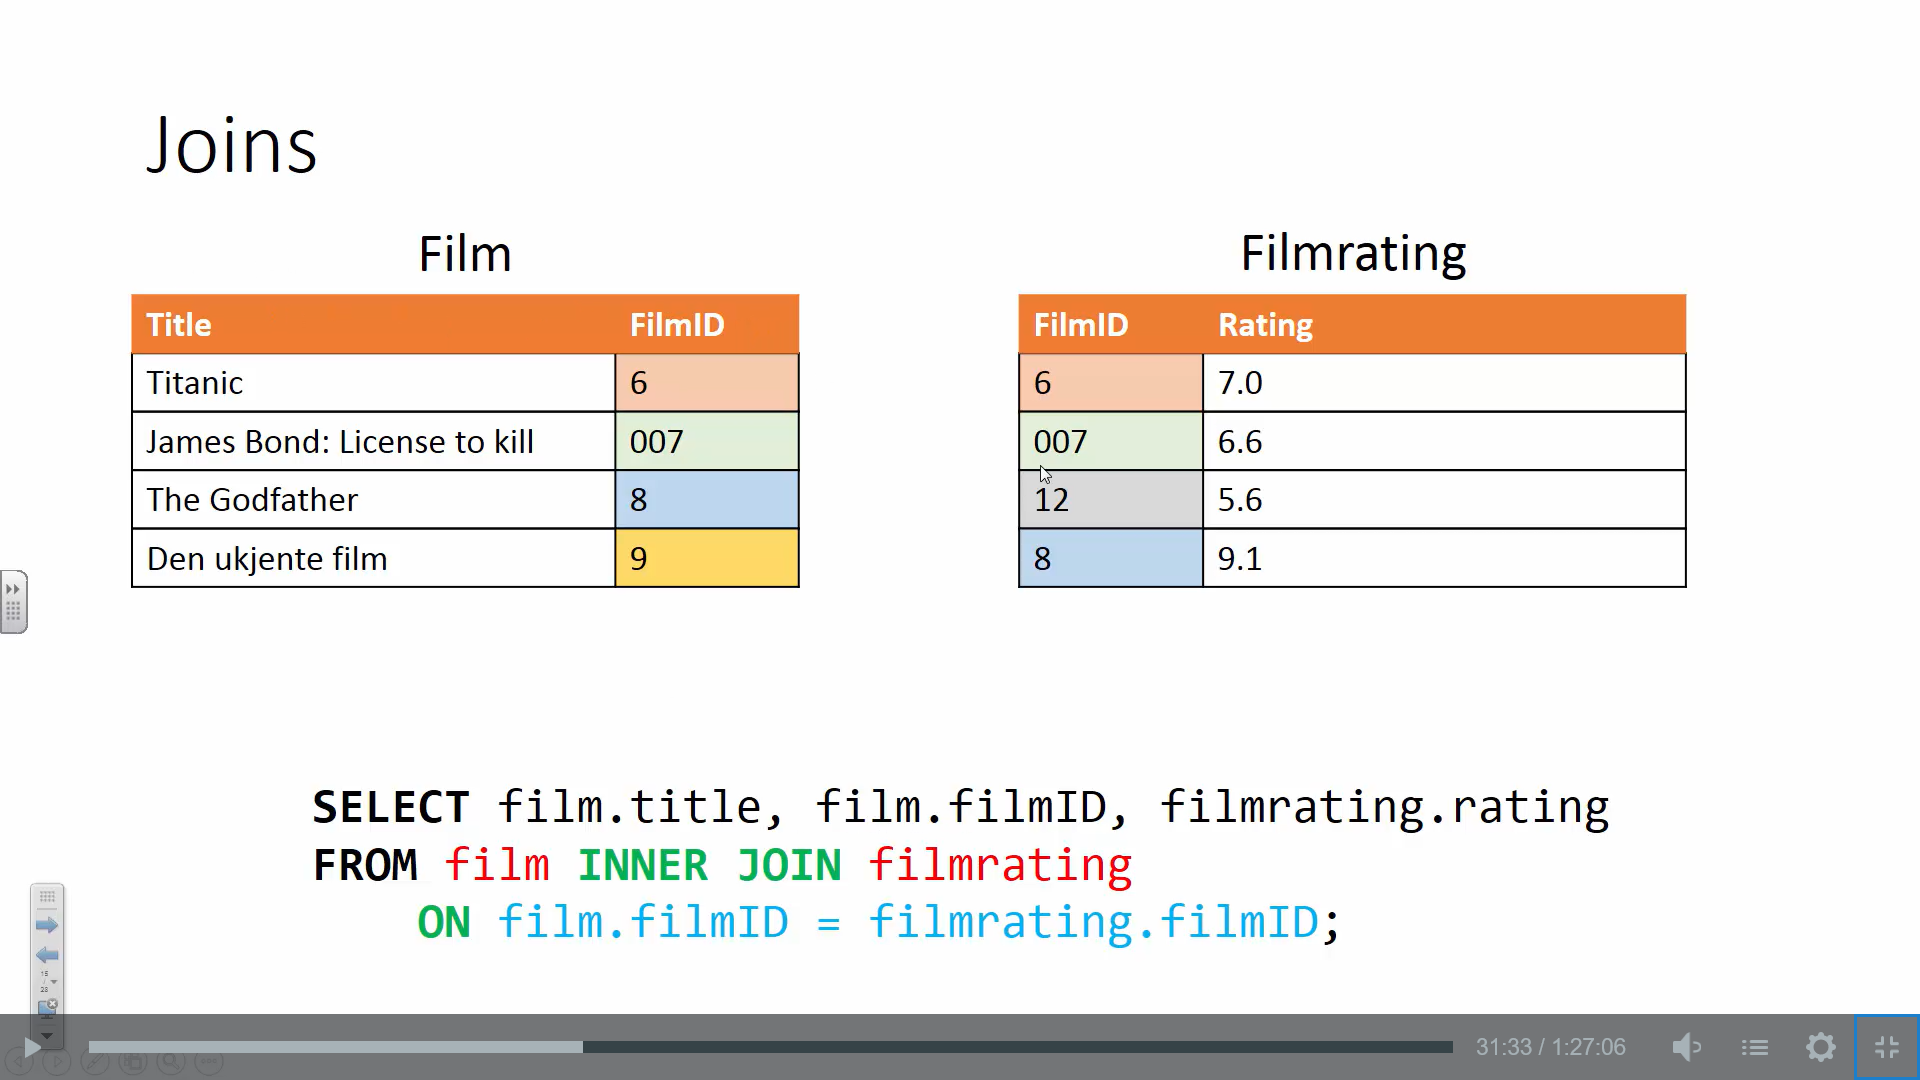 Joins
Film
Title FilmID
Titanic 6
James Bond: License to kill 007
The Godfather 8
Den ukjente film 9
Filmrating
FilmID Rating
6 7.0
007 6.6
12 5.6
8 9.1
SELECT film.title, film.filmID, filmrating.rating
FROM film INNER JOIN filmrating
ON film.filmID = filmrating.filmID;
15
/
23
31:33 / 1:27:06